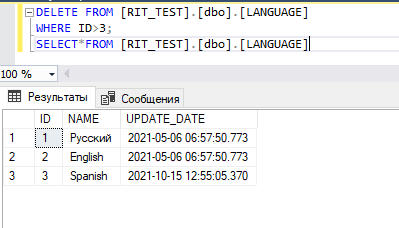 DELETE FROM [RIT_TEST].[dbo].[LANGUAGE]
WHERE ID>3;
SELECT*FROM [RIT_TEST].[dbo].[LANGUAGE]
100 %
Результаты Сообщения
ID NAME UPDATE_DATE
1 1 Русский 2021-05-06 06:57:50.773
2 2 English 2021-05-06 06:57:50.773
3 3 Spanish 2021-10-15 12:55:05.370